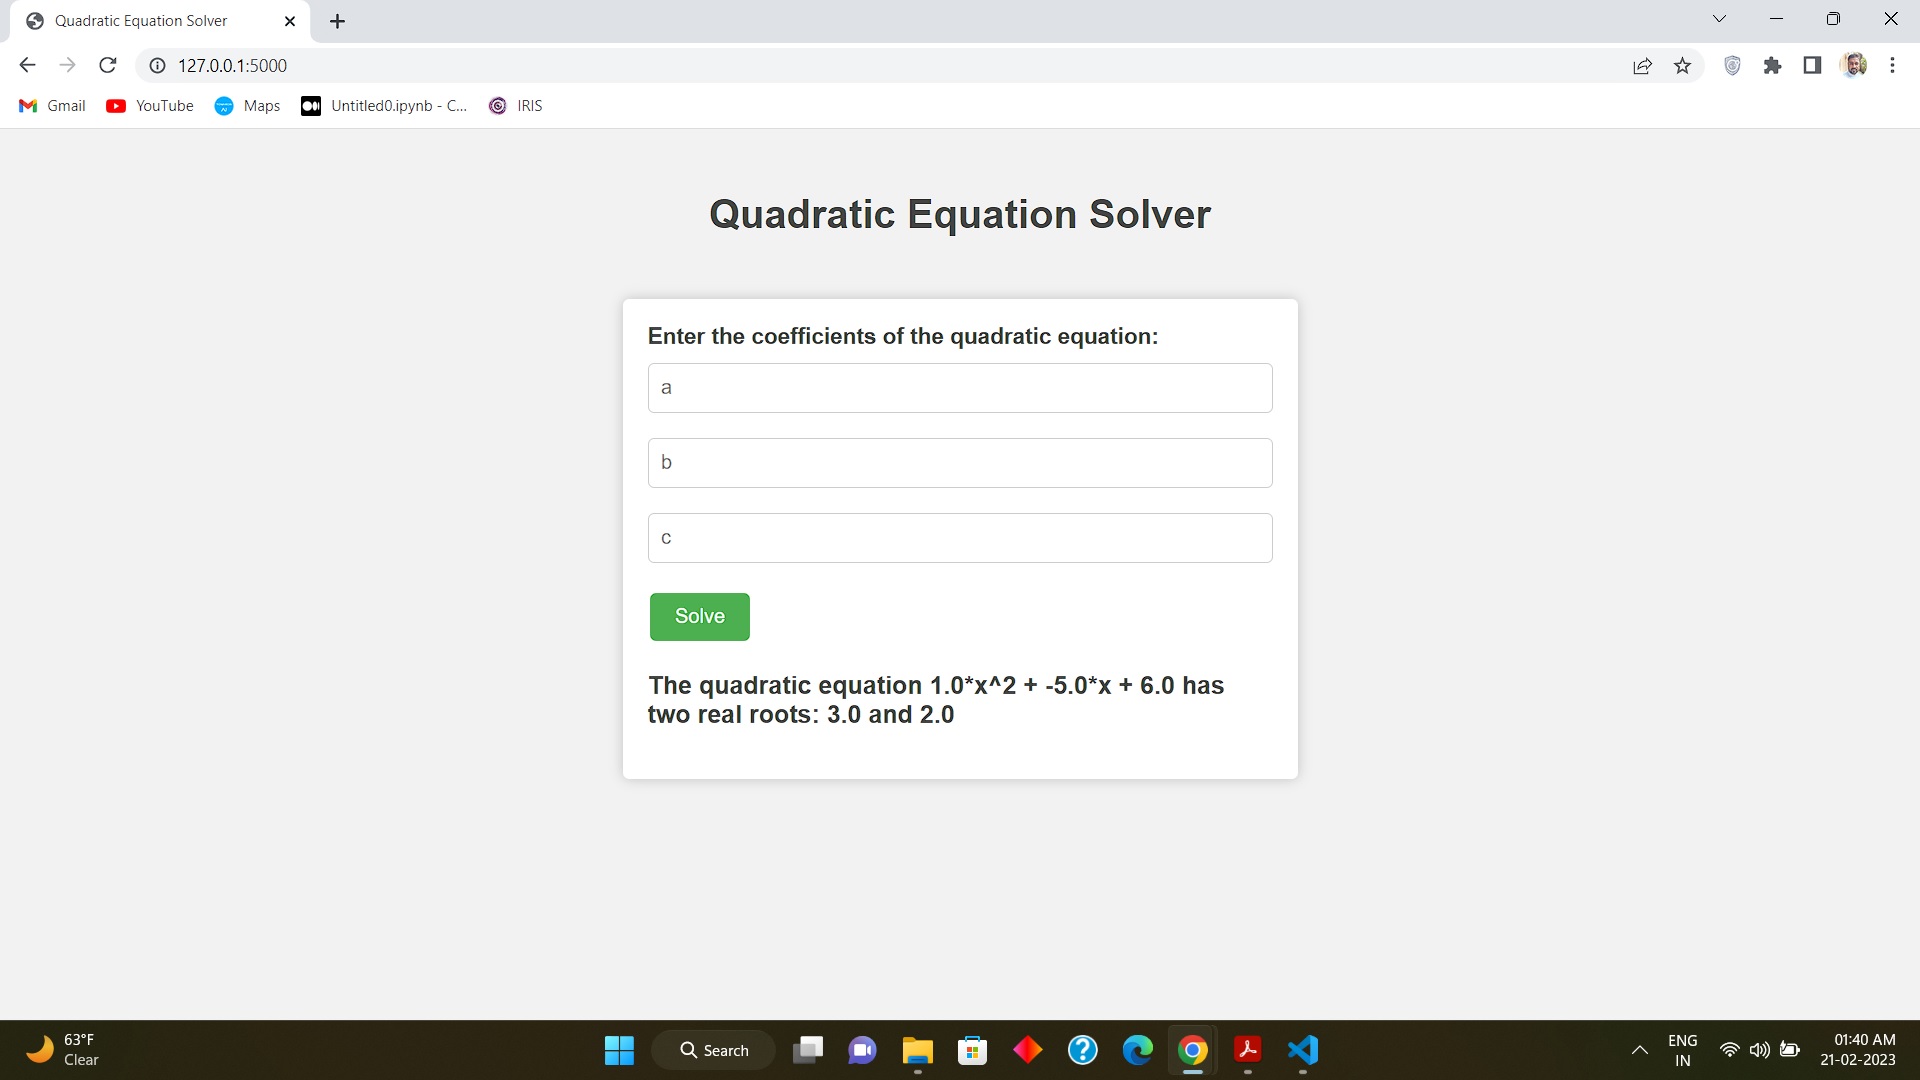 Quadratic Equation Solver
127.0.0.1:5000
Gmail YouTube Maps Untitled0.ipynb - C... IRIS
Quadratic Equation Solver
Enter the coefficients of the quadratic equation:
a
b
c
Solve
The quadratic equation 1.0*x^2 + -5.0*x + 6.0 has
two real roots: 3.0 and 2.0
63°F
Clear
Search
ENG
IN
01:40 AM
21-02-2023